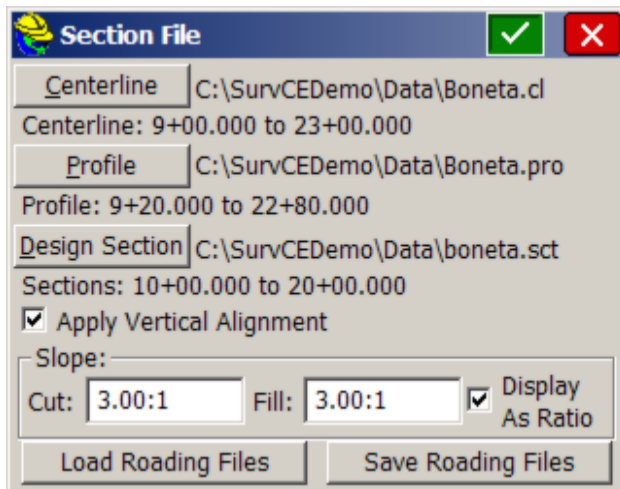 Section File
Centerline C:\SurvCEDemo\Data\Boneta.cl
Centerline: 9+00.000 to 23+00.000
Profile C:\SurvCEDemo\Data\Boneta.pro
Profile: 9+20.000 to 22+80.000
Design Section C:\SurvCEDemo\Data\boneta.sct
Sections: 10+00.000 to 20+00.000
Apply Vertical Alignment
Slope:
Cut: 3.00:1 Fill: 3.00:1 Display
As Ratio
Load Roading Files Save Roading Files